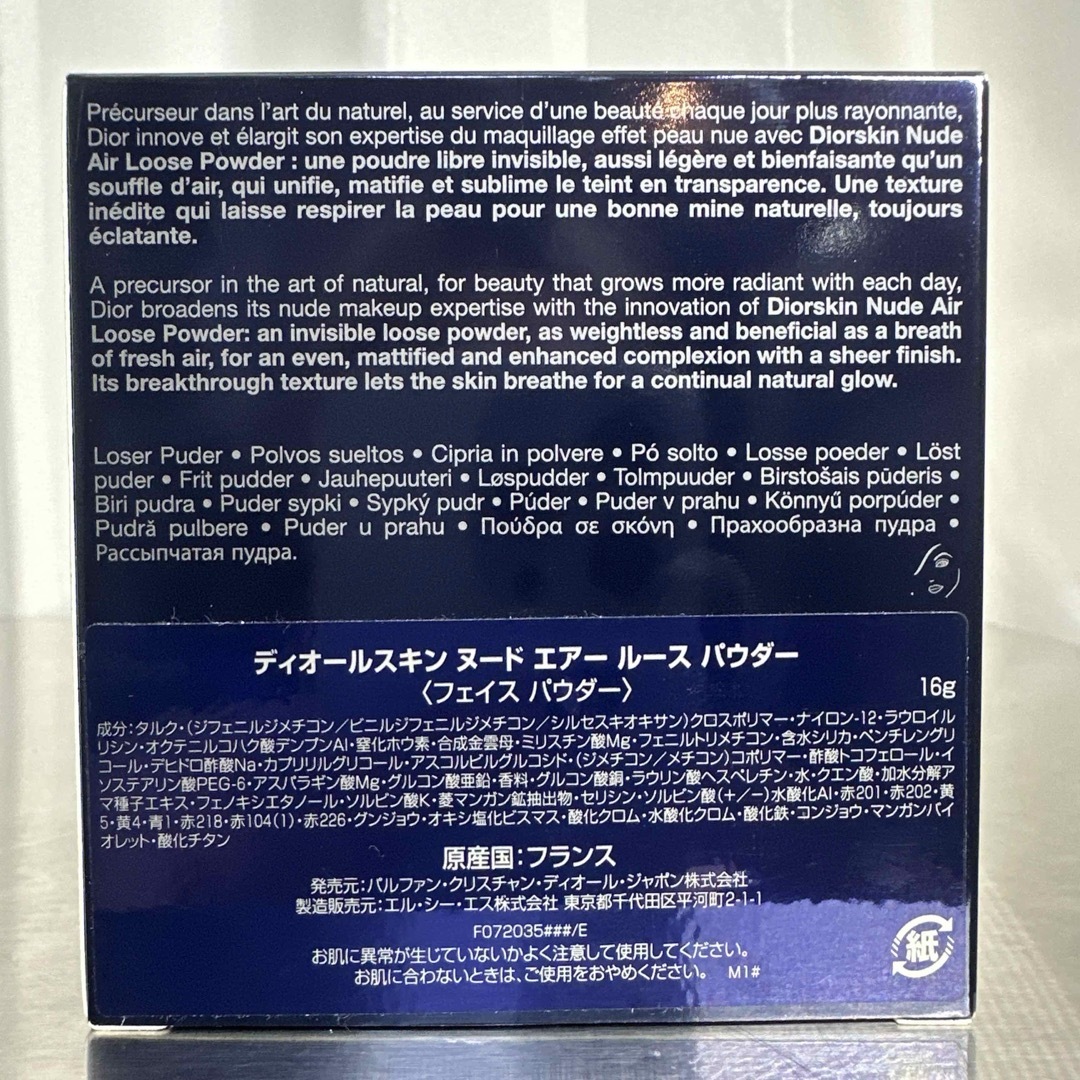 Précurseur dans l'art du naturel, au service d'une beauté chaque jour plus rayonnante,
Dior innove et élargit son expertise du maquillage effet peau nue avec Diorskin Nude
Air Loose Powder : une poudre libre invisible, aussi légère et bienfaisante qu'un
souffle d'air, qui unifie, matifie et sublime le teint en transparence. Une texture
inédite qui laisse respirer la peau pour une bonne mine naturelle, toujours
éclatante.
A precursor in the art of natural, for beauty that grows more radiant with each day,
Dior broadens its nude makeup expertise with the innovation of Diorskin Nude Air
Loose Powder: an invisible loose powder, as weightless and beneficial as a breath
of fresh air, for an even, mattified and enhanced complexion with a sheer finish.
Its breakthrough texture lets the skin breathe for a continual natural glow.
Loser Puder • Polvos sueltos • Cipria in polvere • Pó solto • Losse poeder • Löst
puder • Frit pudder • Jauhepuuteri • Løspudder • Tolmpuuder • Birstošais pūderis •
Biri pudra • Puder sypki • Sypký pudr • Púder • Puder v prahu • Könnyű porpúder •
Pudră pulbere • Puder u prahu • Πούδρα σε σκόνη • Прахообразна пудра •
Рассыпчатая пудра.
ディオールスキン ヌード エアー ルース パウダー
〈フェイス パウダー〉 16g
成分:タルク・(ジフェニルジメチコン/ビニルジフェニルジメチコン/シルセスキオキサン)クロスポリマー・ナイロン-12・ラウロイル
リシン・オクテニルコハク酸デンプンAl・窒化ホウ素・合成金雲母・ミリスチン酸Mg・フェニルトリメチコン・含水シリカ・ペンチレングリ
コール・デヒドロ酢酸Na・カプリリルグリコール・アスコルビルグルコシド・(ジメチコン/メチコン)コポリマー・酢酸トコフェロール・イ
ソステアリン酸PEG-6・アスパラギン酸Mg・グルコン酸亜鉛・香料・グルコン酸銅・ラウリン酸ヘスペレチン・水・クエン酸・加水分解ア
マ種子エキス・フェノキシエタノール・ソルビン酸K・菱マンガン鉱抽出物・セリシン・ソルビン酸(+/−)水酸化Al・赤201・赤202・黄
5・黄4・青1・赤218・赤104(1)・赤226・グンジョウ・オキシ塩化ビスマス・酸化クロム・水酸化クロム・酸化鉄・コンジョウ・マンガンバイ
オレット・酸化チタン
原産国:フランス
発売元:パルファン・クリスチャン・ディオール・ジャポン株式会社
製造販売元:エル・シー・エス株式会社 東京都千代田区平河町2-1-1
F072035###/E
お肌に異常が生じていないかよく注意して使用してください。
お肌に合わないときは、ご使用をおやめください。 M1#
紙